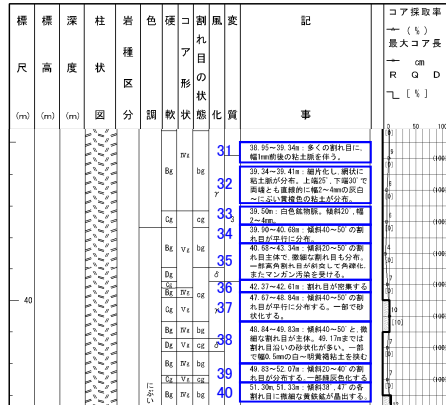 標尺(m)
標高(m)
深度(m)
柱状図
岩種区分
色調
硬軟
コア形状
割れ目の状態
風化
変質
記事
コア採取率
(%)
最大コア長
cm
RQD
[%]
0 50 100
31
38.95~39.34m:多くの割れ目に、
幅1mm前後の粘土脈を伴う。
32
39.34~39.41m:細片化し、網状に
粘土脈が分布。上端25゜、下端30゜で
両端とも直線的に幅2~4mmの灰白
~にぶい黄橙色の粘土が分布。
33
39.50m:白色鉱物脈。傾斜20゜、幅
2~4mm。
34
39.90~40.68m:傾斜40~50゜の割
れ目が平行に分布。
35
40.68~43.34m:傾斜20~50゜の割
れ目主体で、微細な割れ目も分布。
一部高角割れ目が斜交して角礫化
またマンガン汚染を受ける。
36
42.37~42.61m:割れ目が密集する
37
47.67~48.84m:傾斜40~50゜の割
れ目が平行に分布する。一部で砂
状化する。
38
48.84~49.83m:傾斜40~50゜と、微
細な割れ目が主体。49.17mまでは
割れ目沿いの砂状化が多い。一部
で幅0.5mmの白~明黄褐粘土を挟む
39
49.83~52.07m:傾斜20~40゜の割
れ目が分布する。一部緑灰色化する
40
51.30m,51.33m:傾斜38゜,47゜の各
割れ目に微細な黄鉄鉱が晶出する。
40
Bg
Ⅳg
bg
Cg
cg
Bg
Ⅴg
bg
Dg
Cg
Bg
Ⅳg
cg
Cg
Ⅴg
Bg
Ⅳg
bg
Dg
Ⅴg
cg
Bg
Ⅳg
bg
Cg
Ⅴg
cg
Bg
Ⅳg
bg
にぶい